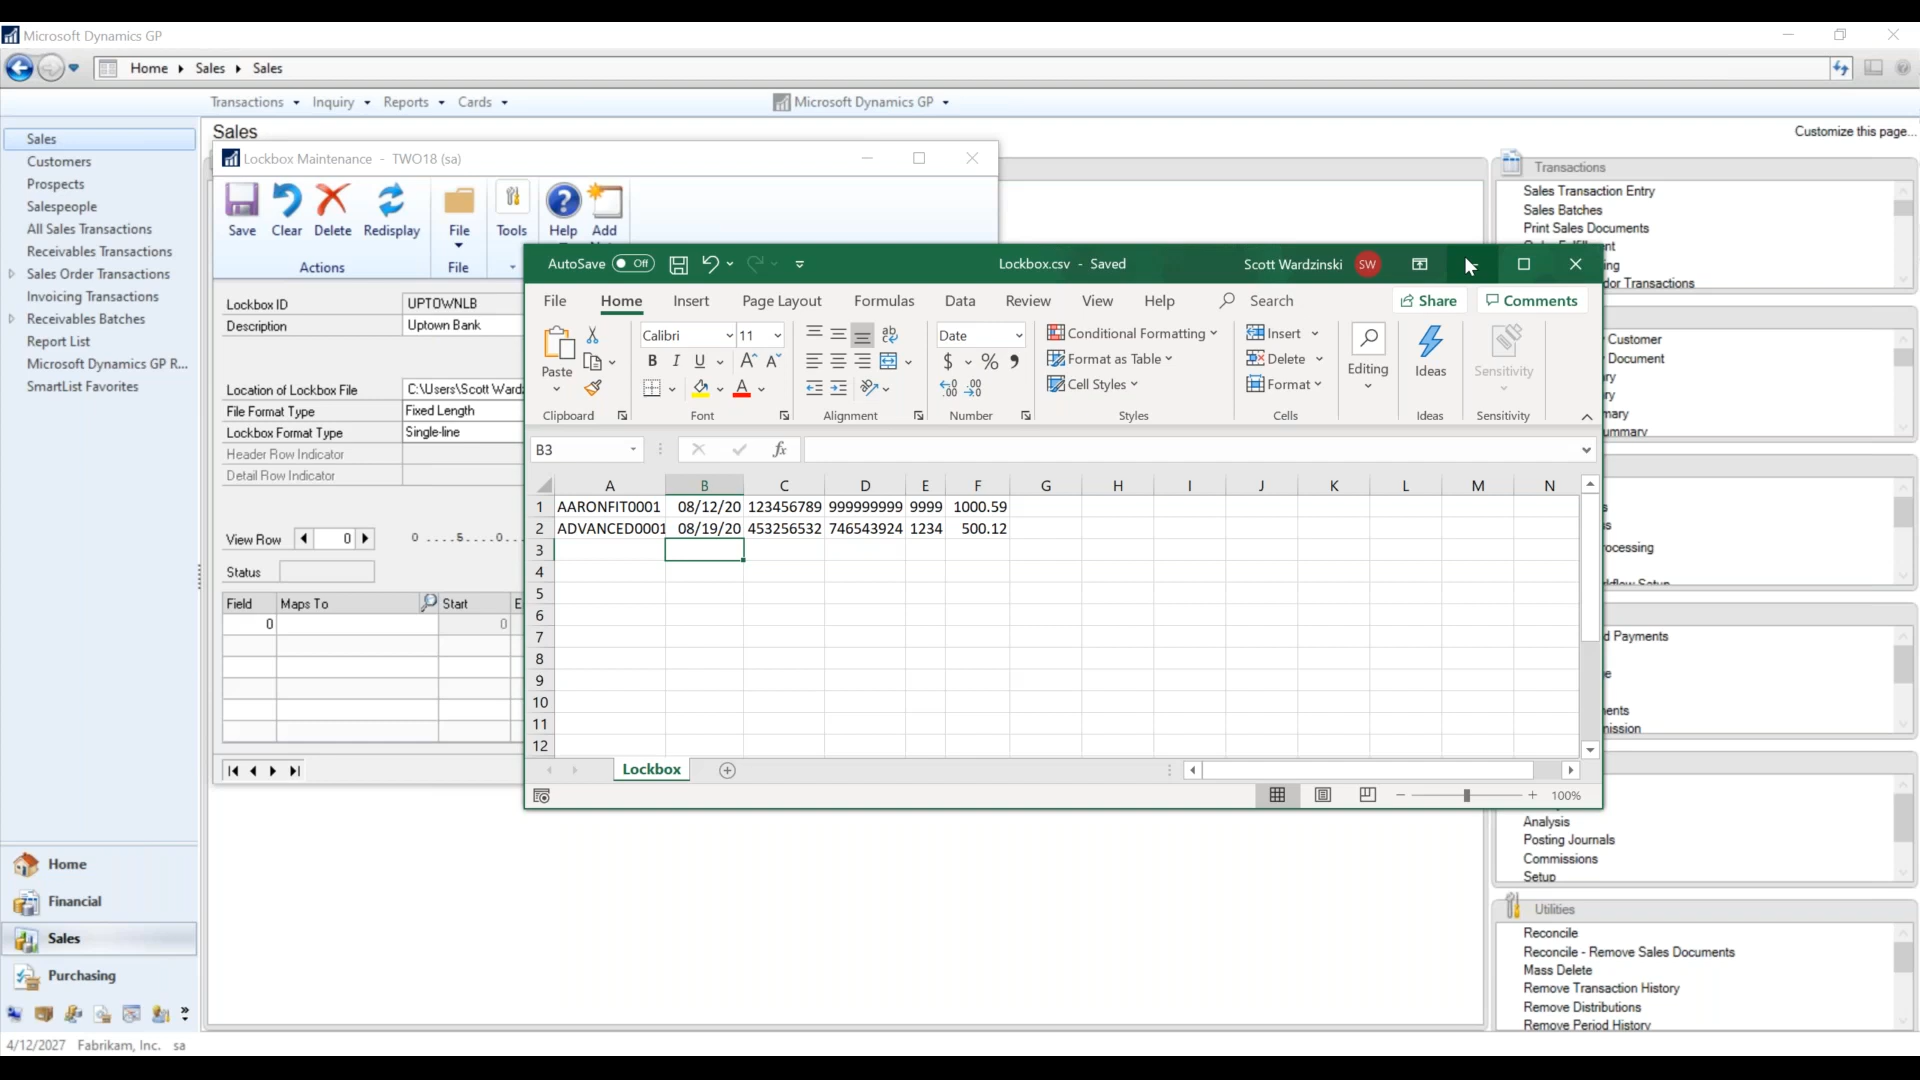 Microsoft Dynamics GP
Home Sales Sales
Transactions Inquiry Reports Cards Microsoft Dynamics GP
Sales
Customers
Prospects
Salespeople
All Sales Transactions
Receivables Transactions
Sales Order Transactions
Invoicing Transactions
Receivables Batches
Report List
Microsoft Dynamics GP R...
SmartList Favorites
Home
Financial
Sales
Purchasing
4/12/2027 Fabrikam, Inc. sa
Sales
Customize this page...
Lockbox Maintenance - TWO18 (sa)
Save Clear Delete Redisplay File Tools Help Add
Actions File
Lockbox ID UPTOWNLB
Description Uptown Bank
Location of Lockbox File C:\Users\Scott Wardz
File Format Type Fixed Length
Lockbox Format Type Single-line
Header Row Indicator
Detail Row Indicator
View Row 0 0 ....5....0..
Status
Field Maps To Start E
0 0
AutoSave Off Lockbox.csv - Saved Scott Wardzinski SW
File Home Insert Page Layout Formulas Data Review View Help Search Share Comments
Paste
Clipboard
Calibri 11
B I U A A
A
Font
ab
Alignment
Date
$ % ,
Number
Conditional Formatting
Format as Table
Cell Styles
Styles
Insert
Delete
Format
Cells
Editing
Ideas
Ideas
Sensitivity
Sensitivity
B3 fx
A B C D E F G H I J K L M N
1 AARONFIT0001 08/12/20 123456789 999999999 9999 1000.59
2 ADVANCED0001 08/19/20 453256532 746543924 1234 500.12
3
4
5
6
7
8
9
10
11
12
Lockbox
100%
Transactions
Sales Transaction Entry
Sales Batches
Print Sales Documents
nt
ing
dor Transactions
Customer
Document
ry
ry
mary
ummary
s
s
ocessing
kflow Setup
d Payments
e
ents
ission
Analysis
Posting Journals
Commissions
Setup
Utilities
Reconcile
Reconcile - Remove Sales Documents
Mass Delete
Remove Transaction History
Remove Distributions
Remove Period History